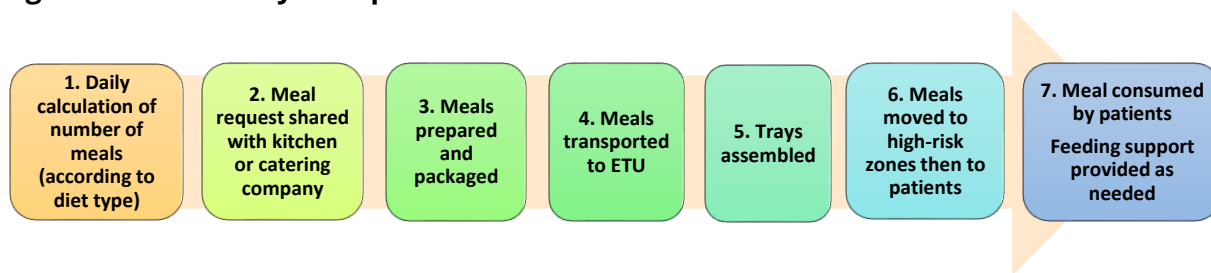 1. Daily
calculation of
number of
meals
(according to
diet type)
2. Meal
request shared
with kitchen
or catering
company
3. Meals
prepared
and
packaged
4. Meals
transported
to ETU
5. Trays
assembled
6. Meals
moved to
high-risk
zones then to
patients
7. Meal consumed
by patients
Feeding support
provided as
needed